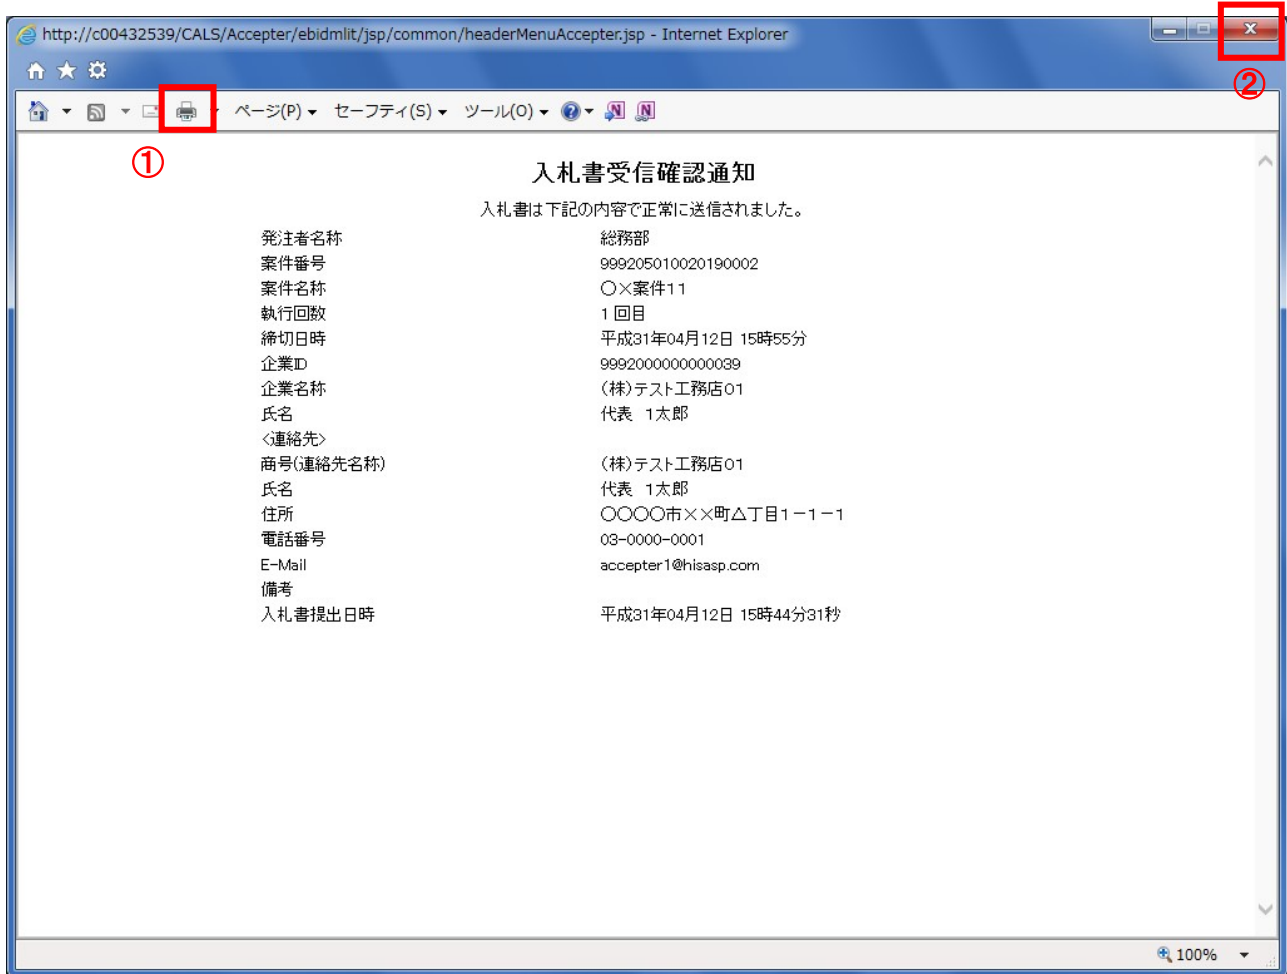 http://c00432539/CALS/Accepter/ebidmlit/jsp/common/headerMenuAccepter.jsp - Internet Explorer
②
ページ(P) セーフティ(S) ツール(O)
①
入札書受信確認通知
入札書は下記の内容で正常に送信されました。
発注者名称 総務部
案件番号 999205010020190002
案件名称 〇×案件11
執行回数 1回目
締切日時 平成31年04月12日 15時55分
企業ID 9992000000000039
企業名称 (株)テスト工務店01
氏名 代表 1太郎
<連絡先>
商号(連絡先名称) (株)テスト工務店01
氏名 代表 1太郎
住所 〇〇〇〇市××町△丁目1-1-1
電話番号 03-0000-0001
E-Mail accepter1@hisasp.com
備考
入札書提出日時 平成31年04月12日 15時44分31秒
100%